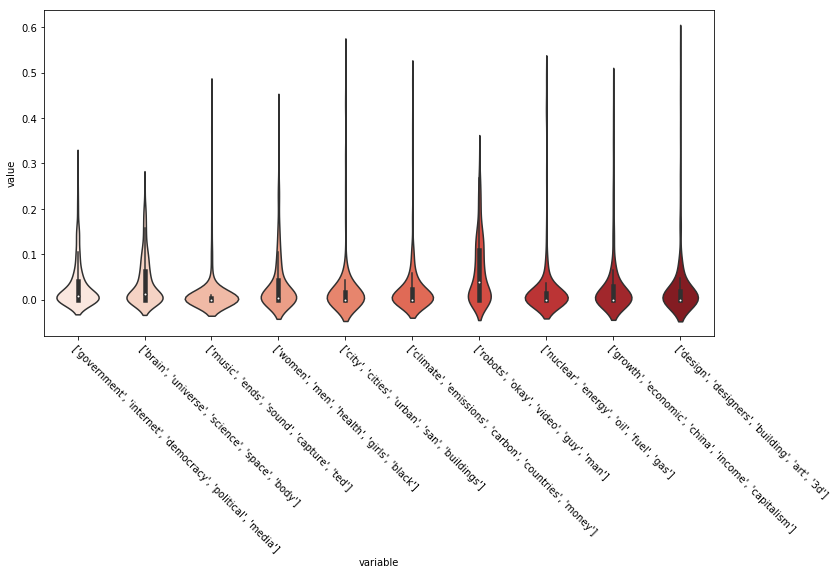 0.6
0.5
0.4
0.3
0.2
0.1
0.0
value
['government', 'internet', 'democracy', 'political', 'media']
['brain', 'universe', 'science', 'space', 'body']
['music', 'ends', 'sound', 'capture', 'ted']
['women', 'men', 'health', 'girls', 'black']
['city', 'cities', 'urban', 'san', 'buildings']
['climate', 'emissions', 'carbon', 'countries', 'money']
['robots', 'okay', 'video', 'guy', 'man']
['nuclear', 'energy', 'oil', 'fuel', 'gas']
['growth', 'economic', 'china', 'income', 'capitalism']
['design', 'designers', 'building', 'art', '3d']
variable